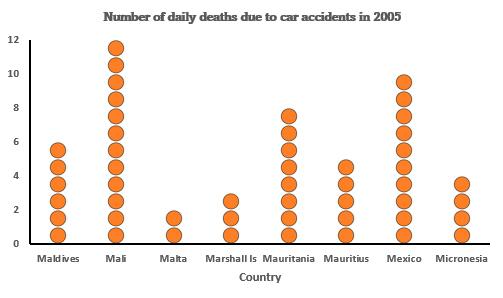 Number of daily deaths due to car accidents in 2005
12
10
8
6
4
2
0
Maldives Mali Malta Marshall Is Mauritania Mauritius Mexico Micronesia
Country